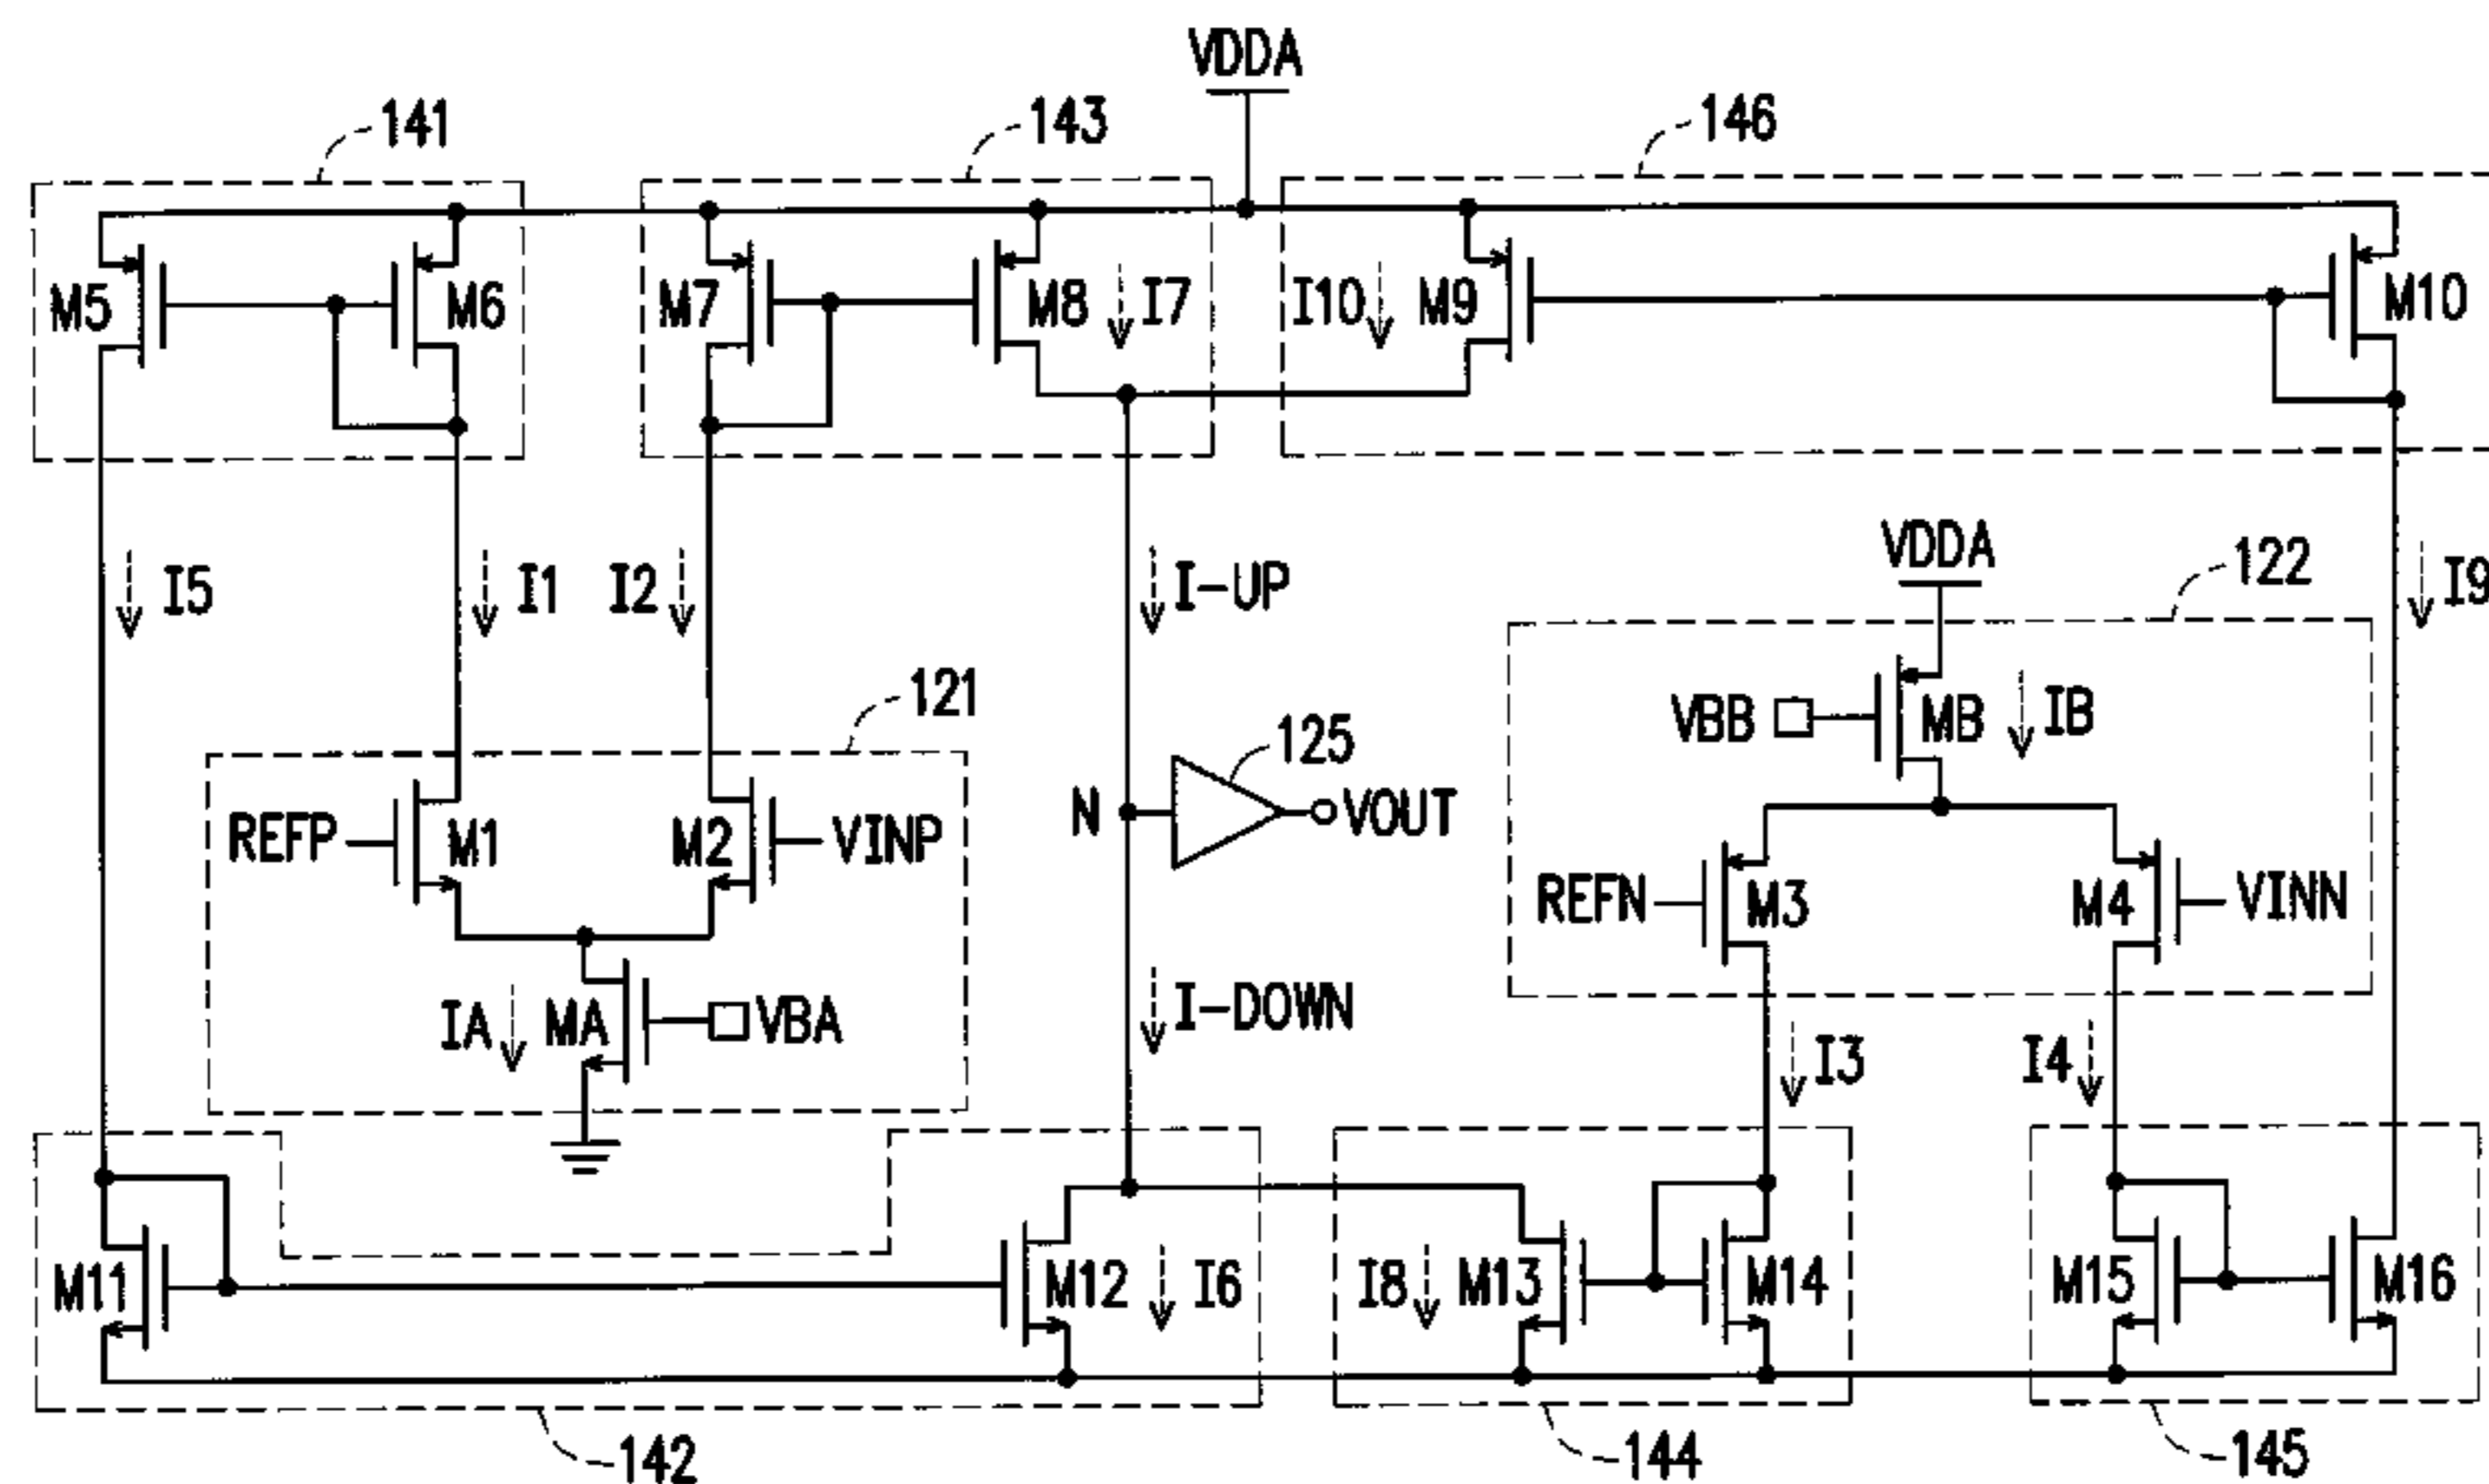 VDDA
141
143
146
M5
M6
M7
M8
I7
I10
M9
M10
I5
I1
I2
I-UP
VDDA
122
I9
121
VBB
MB
IB
125
REFP
M1
M2
VINP
N
VOUT
REFN
M3
M4
VINN
IA
MA
VBA
I-DOWN
I3
I4
M11
M12
I6
I8
M13
M14
M15
M16
142
144
145